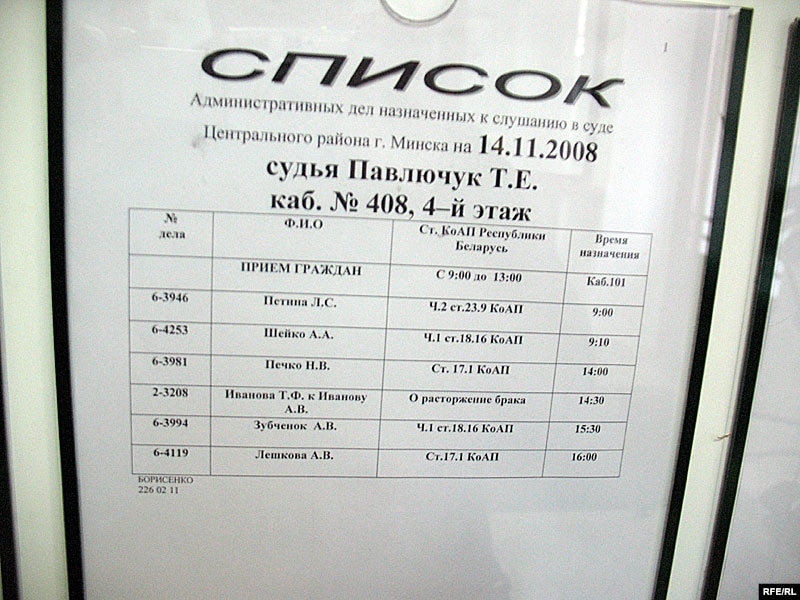 СПИСОК
Административных дел назначенных к слушанию в суде
Центрального района г. Минска на 14.11.2008
судья Павлючук Т.Е.
каб. № 408, 4–й этаж
№ дела Ф.И.О Ст. КоАП Республики Беларусь Время назначения
ПРИЕМ ГРАЖДАН С 9:00 до 13:00 Каб.101
6-3946 Петина Л.С. Ч.2 ст.23.9 КоАП 9:00
6-4253 Шейко А.А. Ч.1 ст.18.16 КоАП 9:10
6-3981 Печко Н.В. Ст. 17.1 КоАП 14:00
2-3208 Иванова Т.Ф. к Иванову А.В. О расторжение брака 14:30
6-3994 Зубченок А.В. Ч.1 ст.18.16 КоАП 15:30
6-4119 Лешкова А.В. Ст.17.1 КоАП 16:00
БОРИСЕНКО
226 02 11
RFE/RL